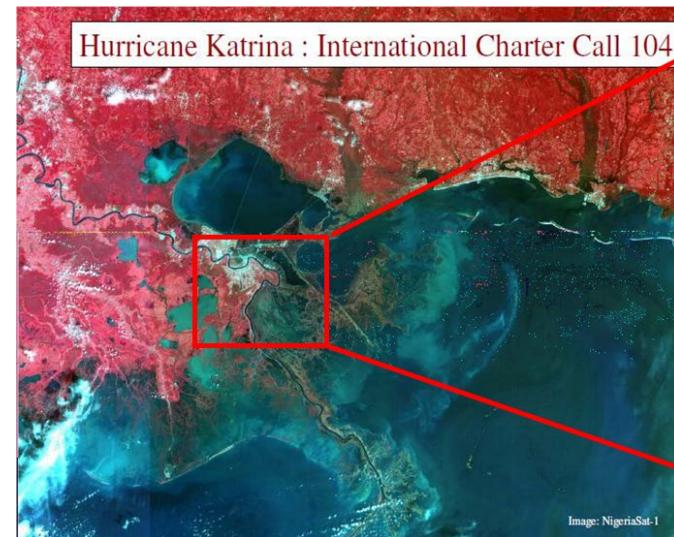 Hurricane Katrina : International Charter Call 104
Image: NigeriaSat-1